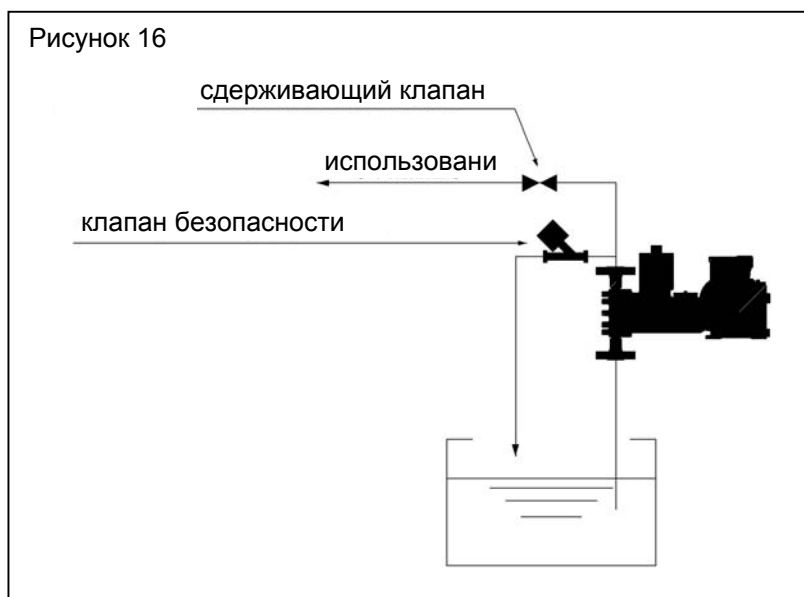 Рисунок 16
сдерживающий клапан
использовани
клапан безопасности